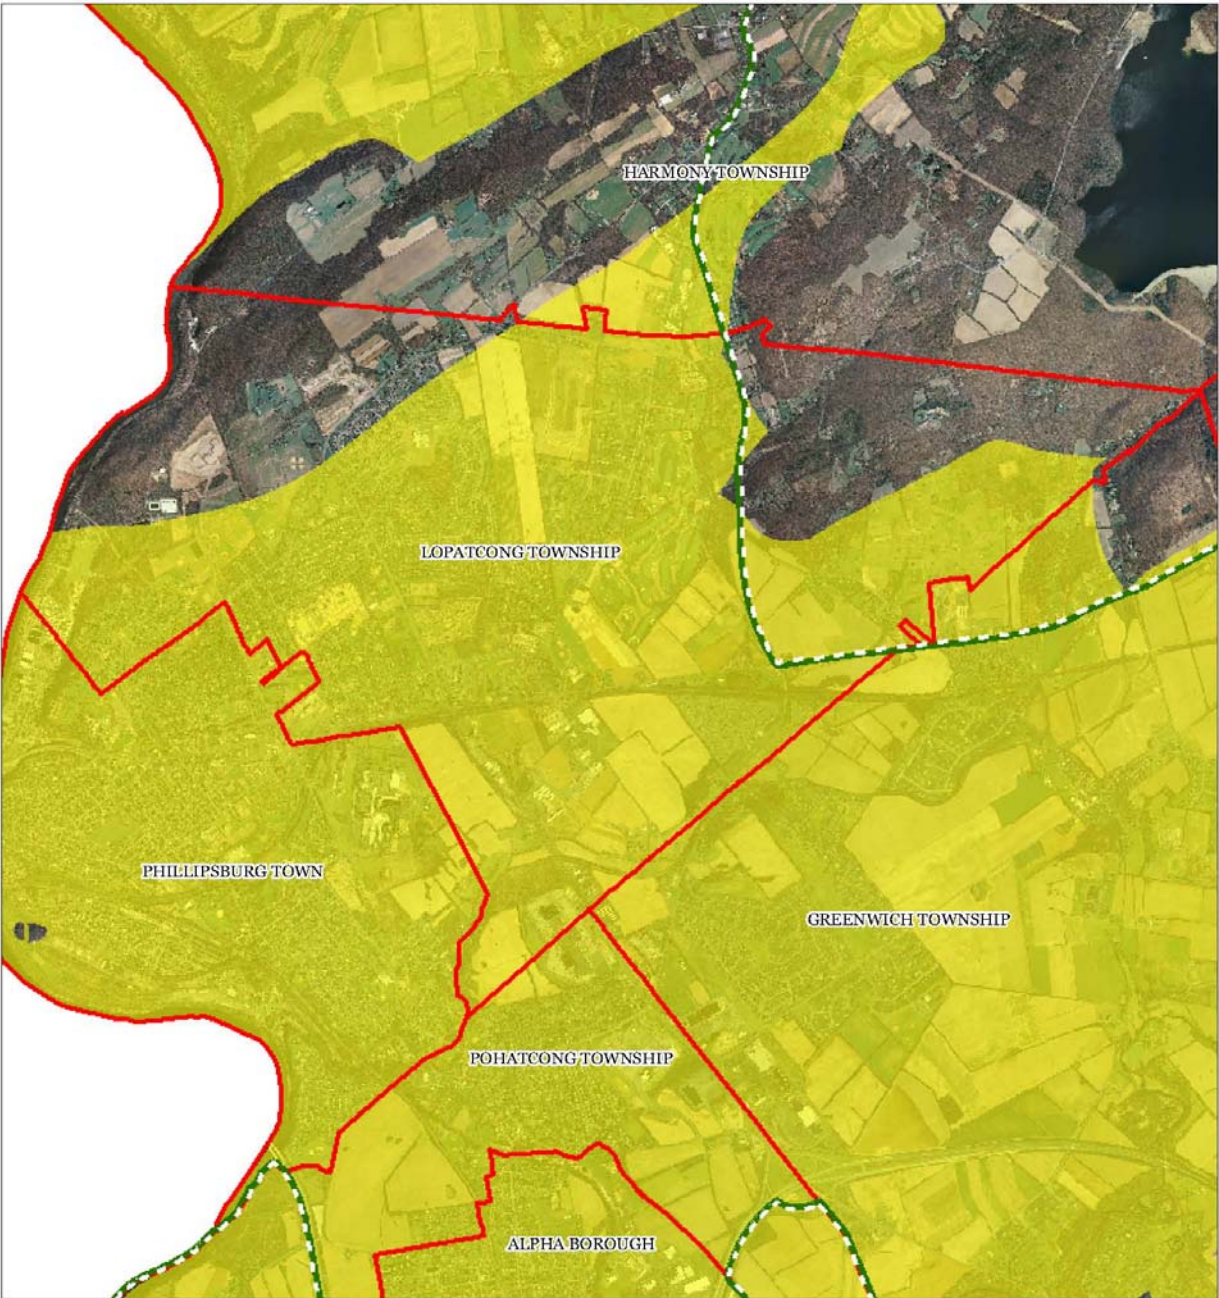 HARMONY TOWNSHIP
LOPATCONG TOWNSHIP
PHILLIPSBURG TOWN
GREENWICH TOWNSHIP
POHATCONG TOWNSHIP
ALPHA BOROUGH